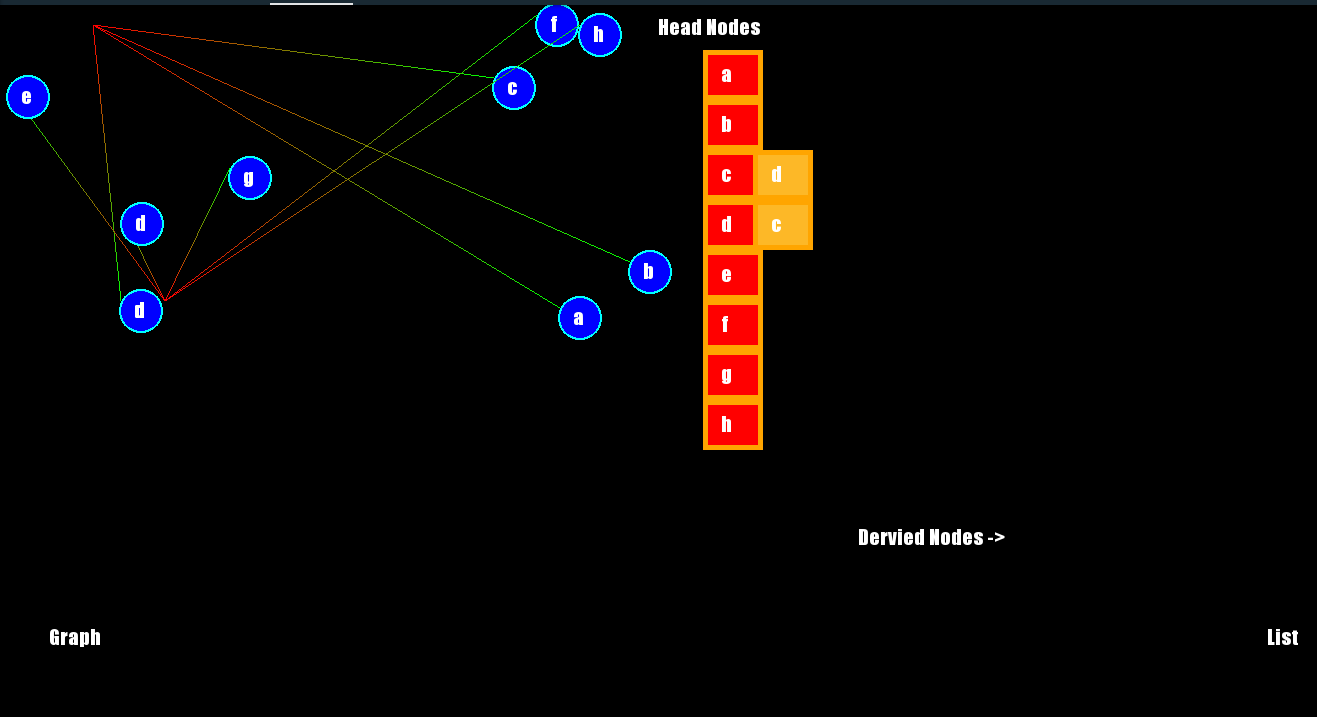 f
h
Head Nodes
a
c
e
b
g
c d
d
d c
b
e
d
a
f
g
h
Dervied Nodes ->
Graph
List